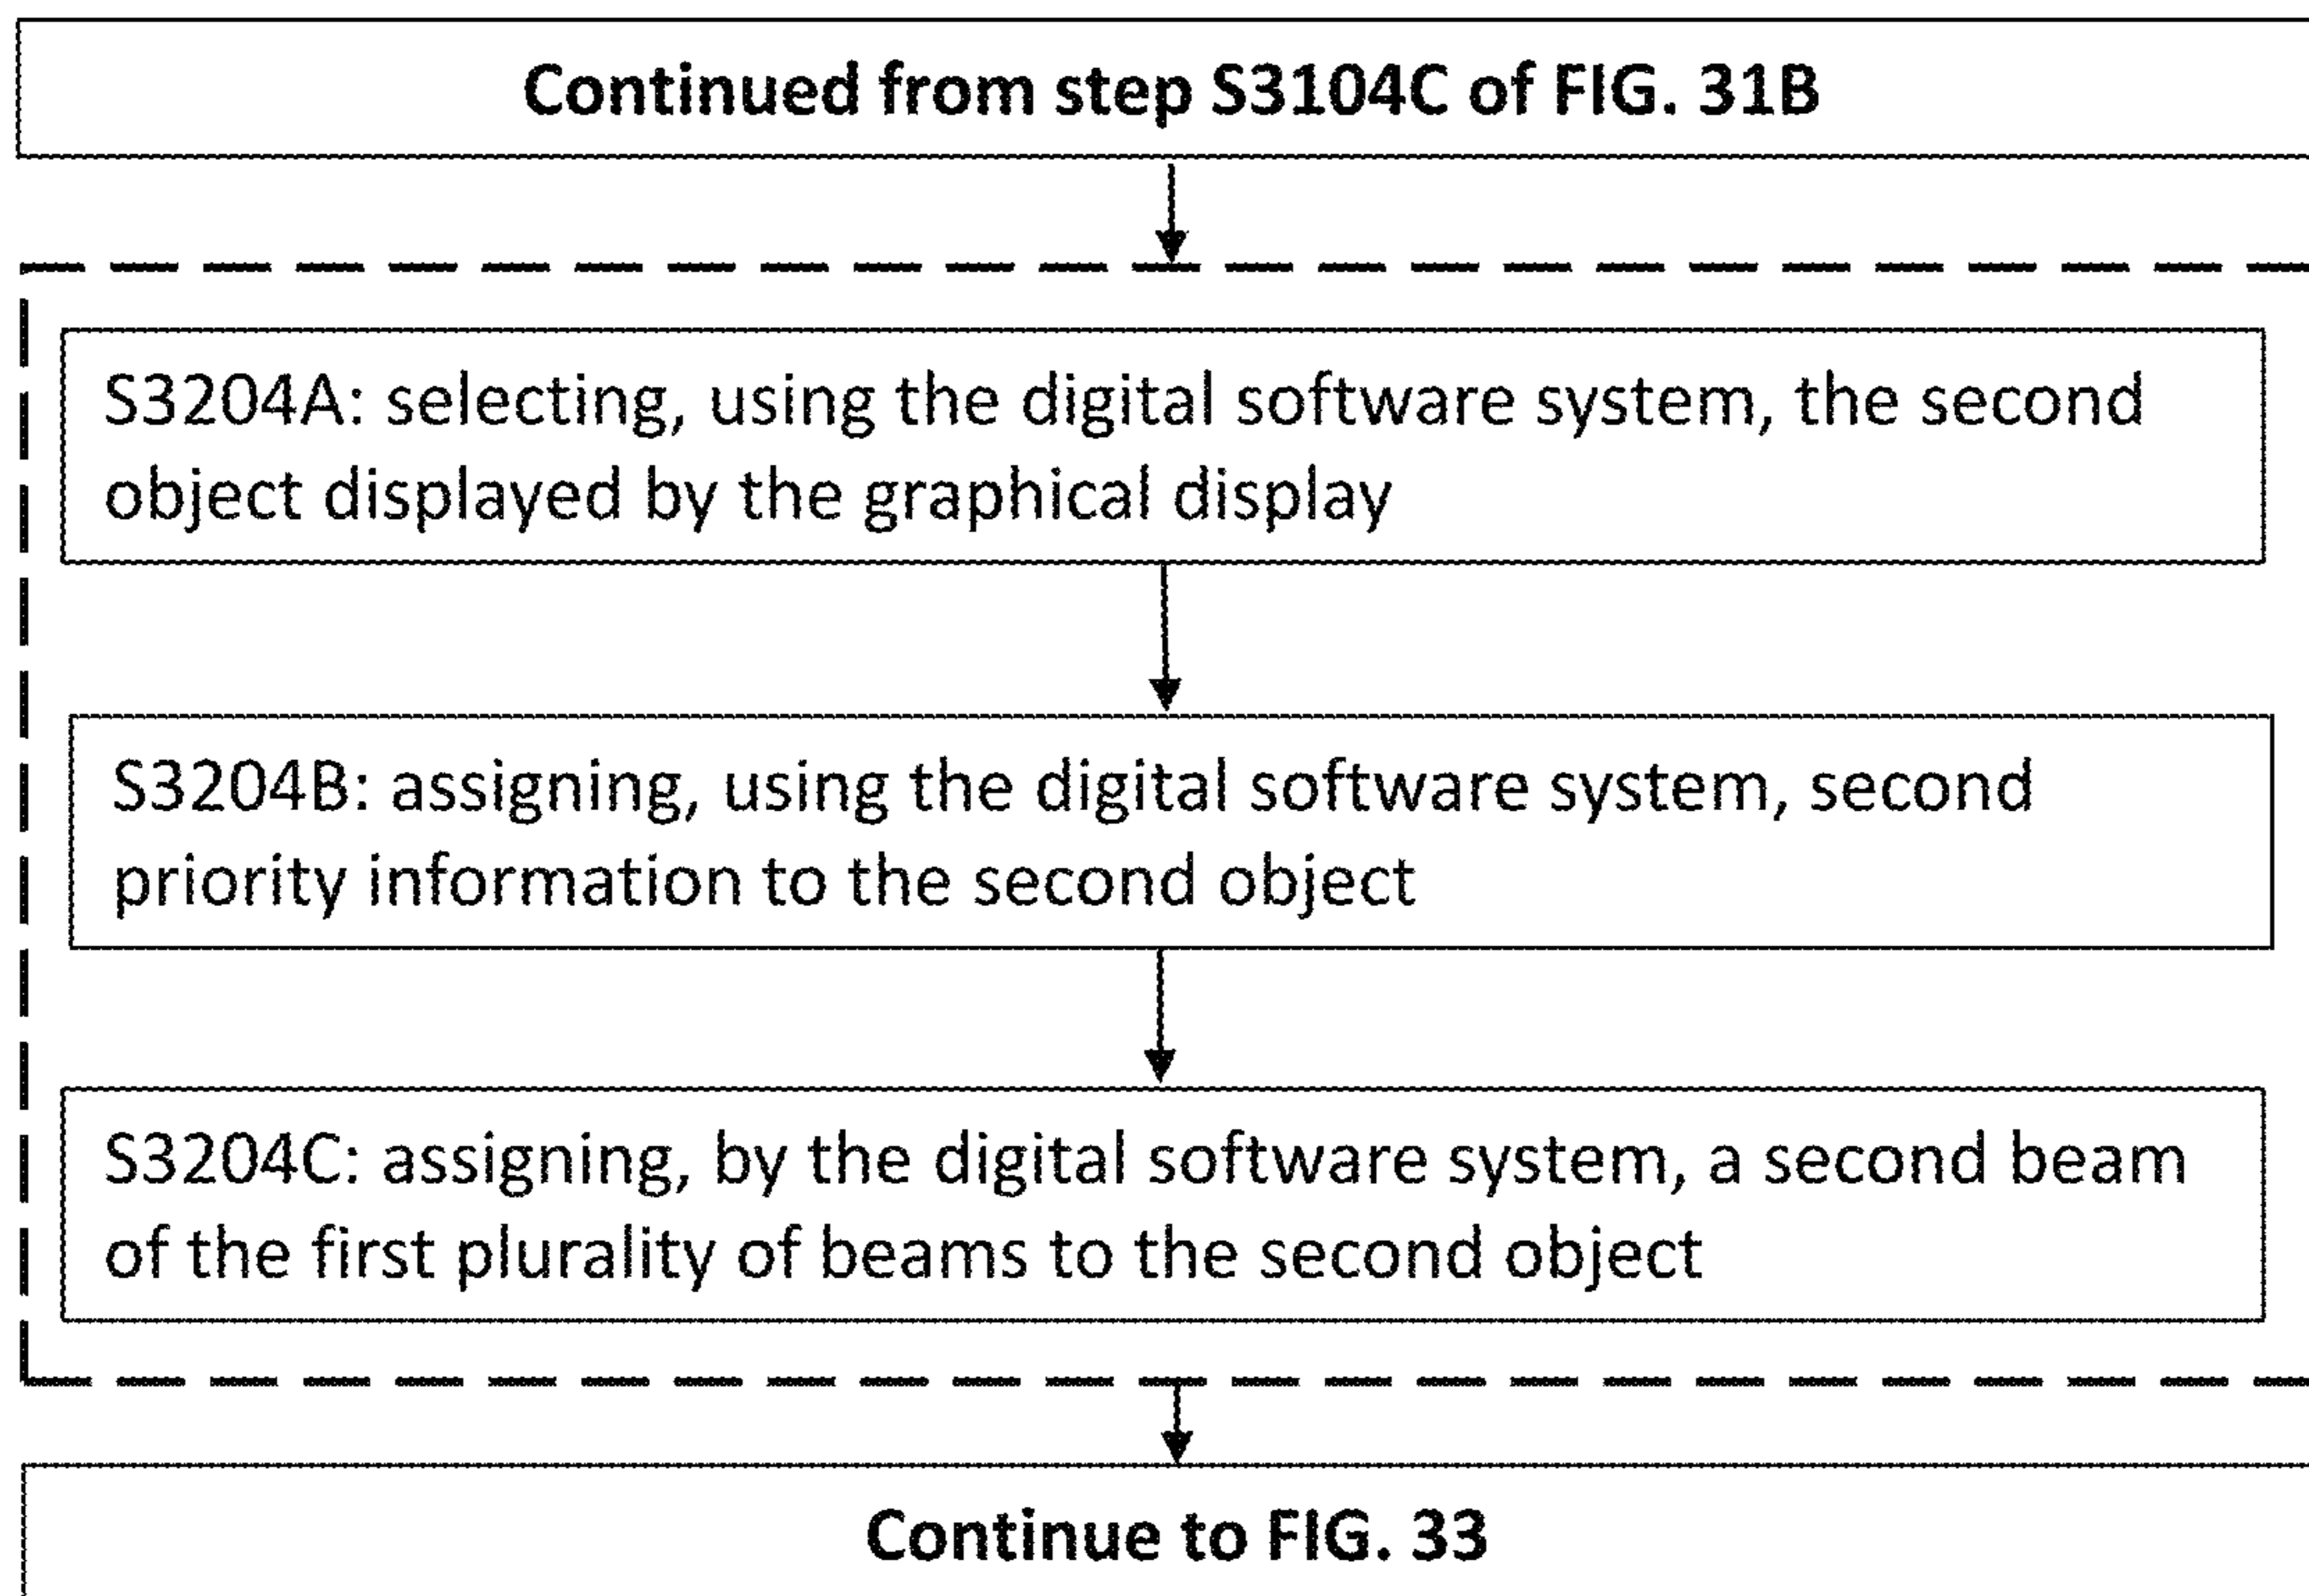 Continued from step S3104C of FIG. 31B
S3204A: selecting, using the digital software system, the second
object displayed by the graphical display
S3204B: assigning, using the digital software system, second
priority information to the second object
S3204C: assigning, by the digital software system, a second beam
of the first plurality of beams to the second object
Continue to FIG. 33